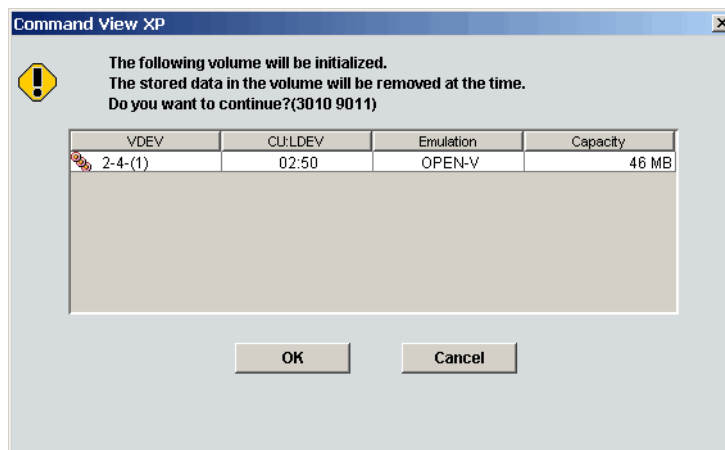 Command View XP
The following volume will be initialized.
The stored data in the volume will be removed at the time.
Do you want to continue?(3010 9011)
VDEV CU:LDEV Emulation Capacity
2-4-(1) 02:50 OPEN-V 46 MB
OK Cancel